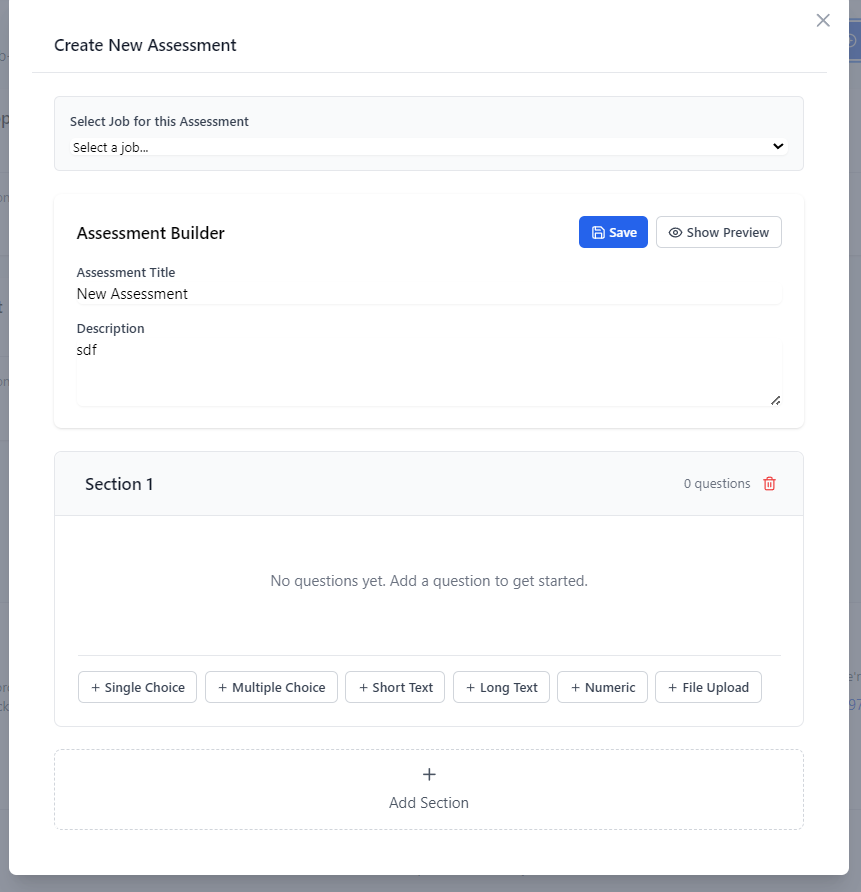 Create New Assessment
Select Job for this Assessment
Select a job...
Assessment Builder
Save
Show Preview
Assessment Title
New Assessment
Description
sdf
Section 1
0 questions
No questions yet. Add a question to get started.
+ Single Choice
+ Multiple Choice
+ Short Text
+ Long Text
+ Numeric
+ File Upload
+
Add Section